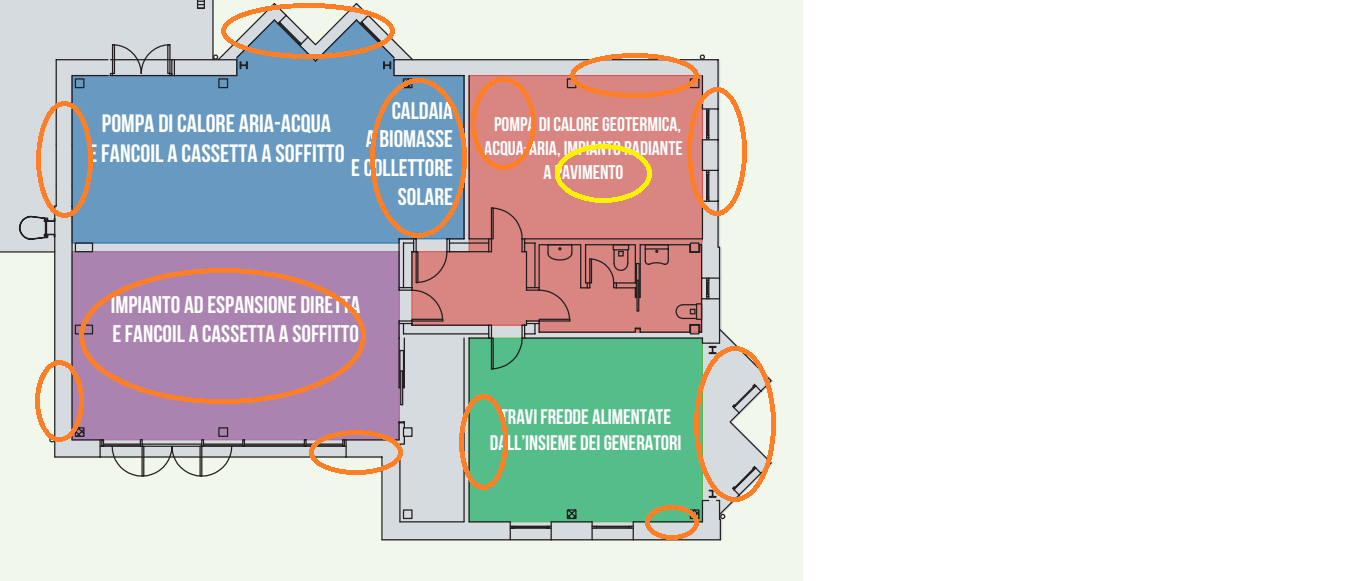 POMPA DI CALORE ARIA-ACQUA
E FANCOIL A CASSETTA A SOFFITTO
CALDAIA
A BIOMASSE
E COLLETTORE
SOLARE
POMPA DI CALORE GEOTERMICA,
ACQUA-ARIA, IMPIANTO RADIANTE
A PAVIMENTO
IMPIANTO AD ESPANSIONE DIRETTA
E FANCOIL A CASSETTA A SOFFITTO
TRAVI FREDDE ALIMENTATE
DALL'INSIEME DEI GENERATORI